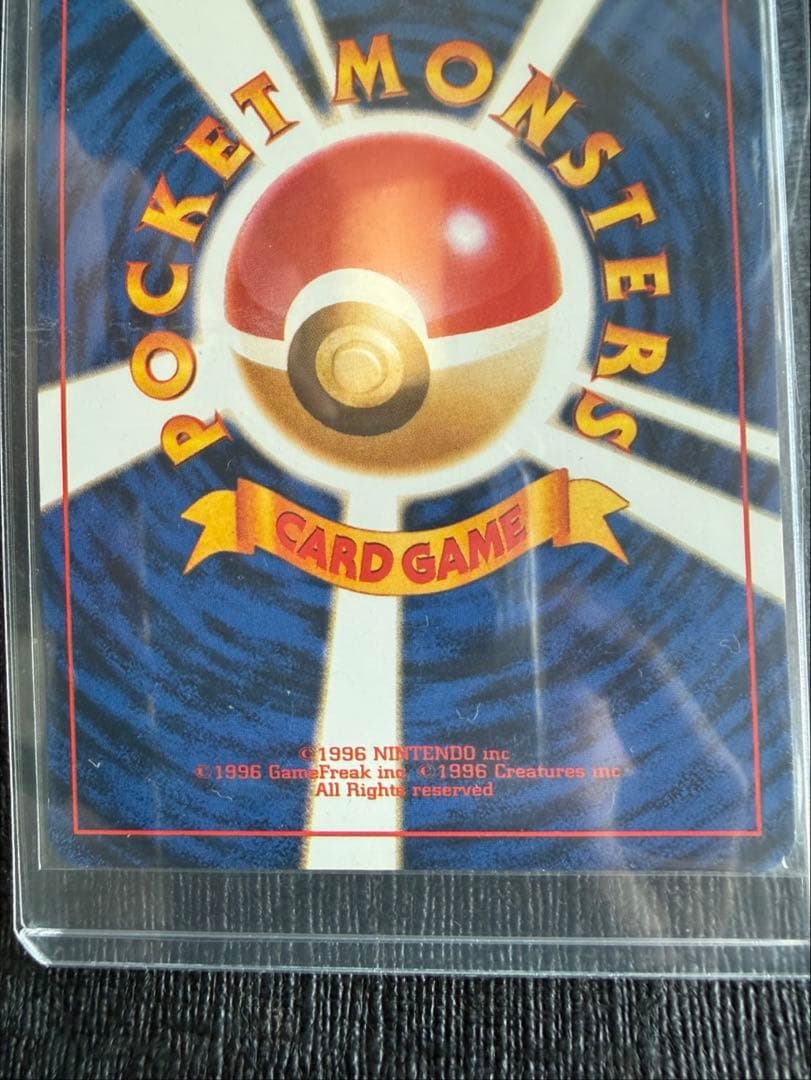 POCKET MONSTERS
CARD GAME
©1996 NINTENDO inc
©1996 GameFreak inc ©1996 Creatures inc
All Rights reserved